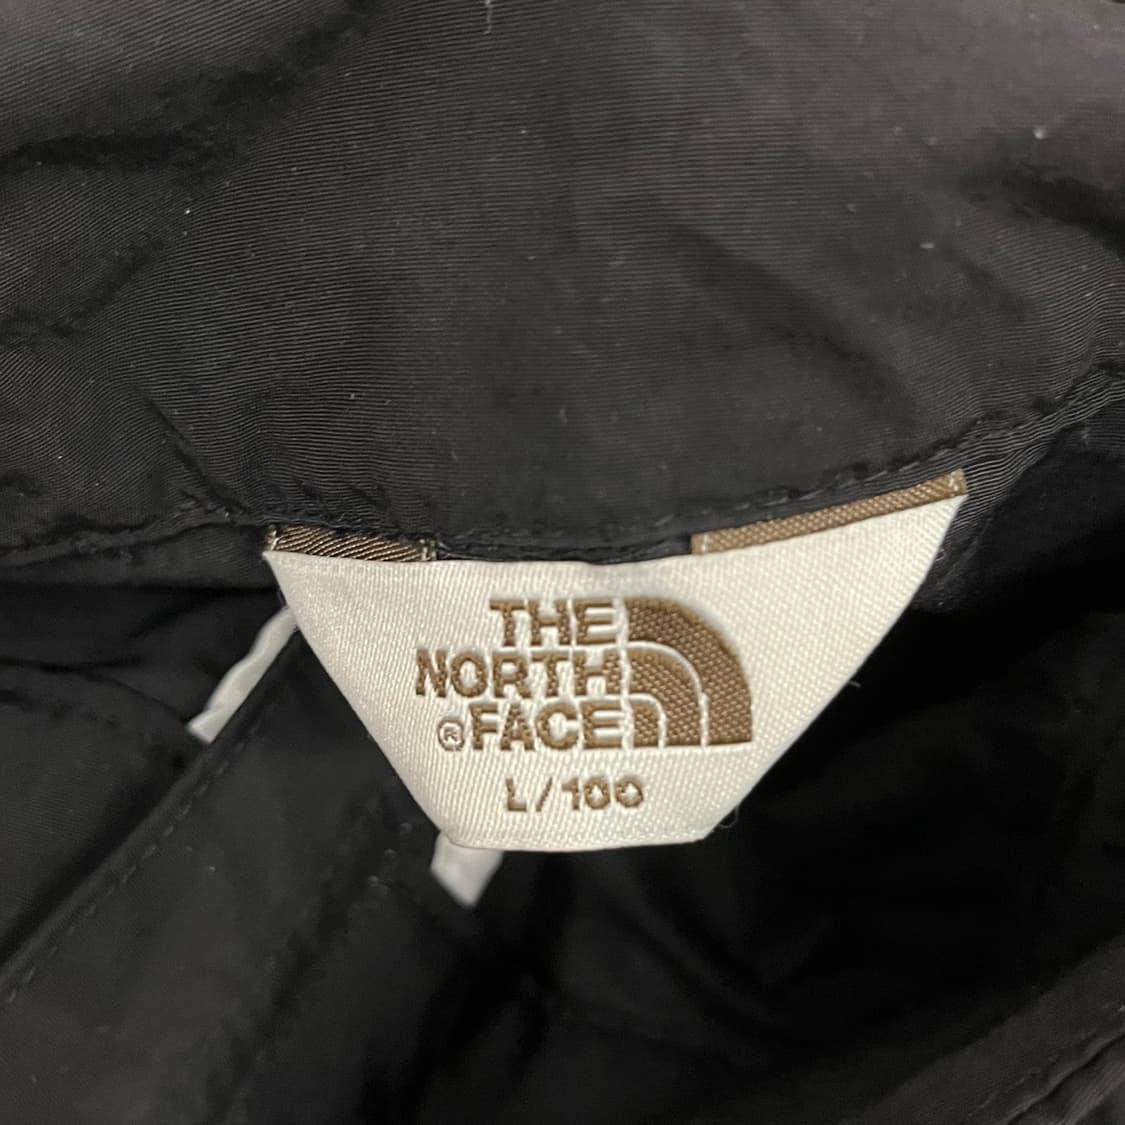 THE
NORTH
® FACE
L/100